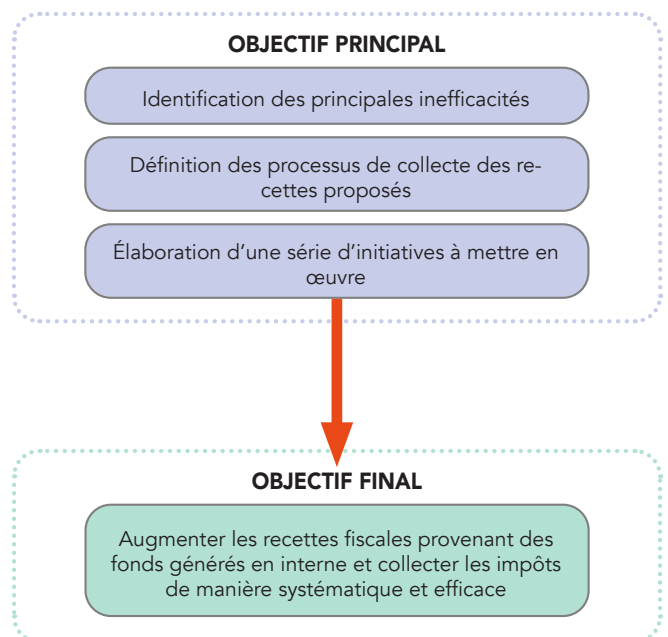 OBJECTIF PRINCIPAL
Identification des principales inefficacités
Définition des processus de collecte des re-
cettes proposés
Élaboration d’une série d’initiatives à mettre en
œuvre
OBJECTIF FINAL
Augmenter les recettes fiscales provenant des
fonds générés en interne et collecter les impôts
de manière systématique et efficace